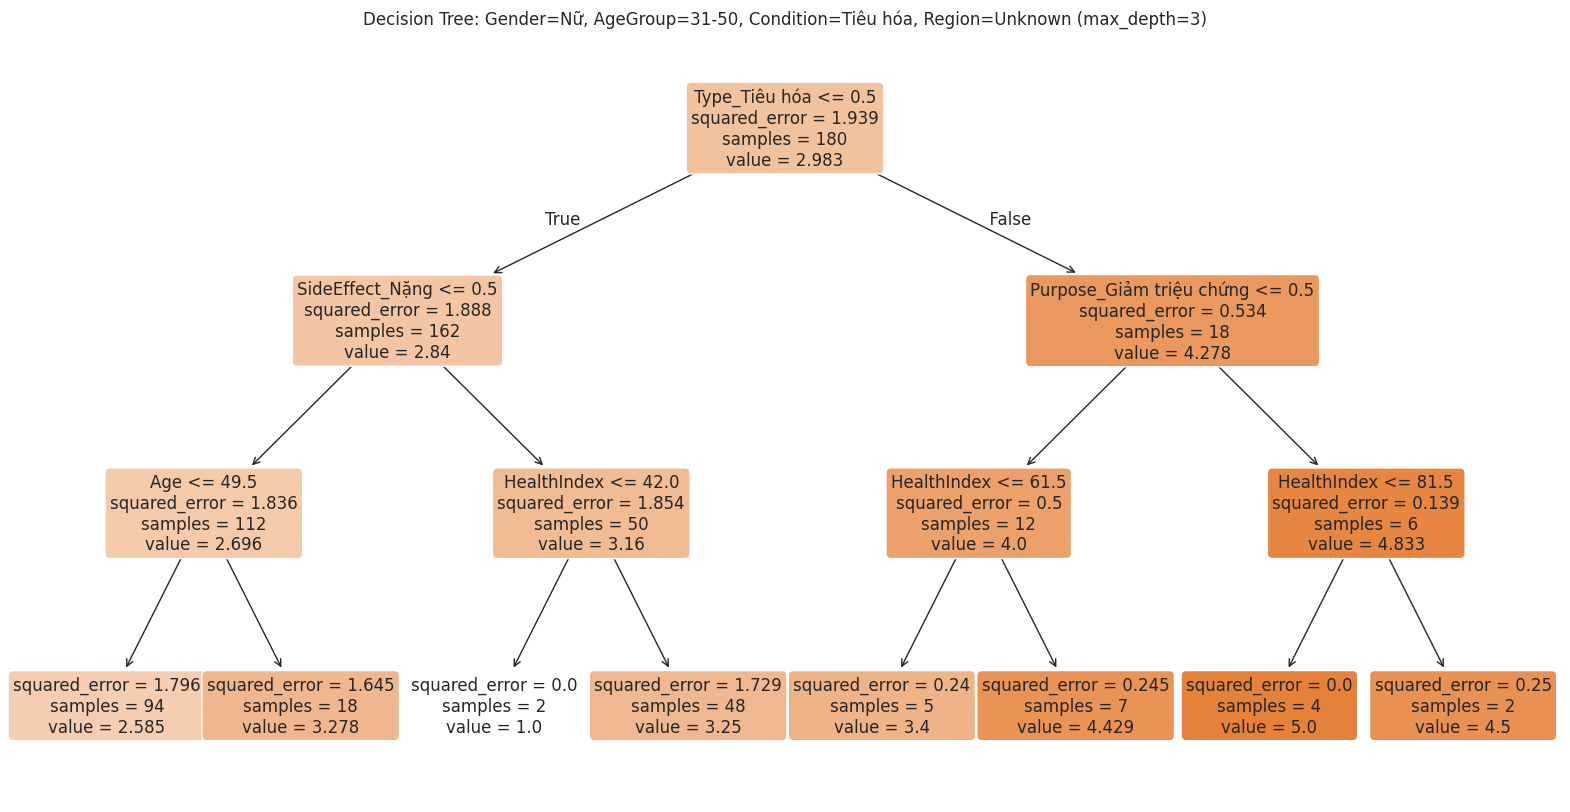 Decision Tree: Gender=Nữ, AgeGroup=31-50, Condition=Tiêu hóa, Region=Unknown (max_depth=3)
Type_Tiêu hóa <= 0.5
squared_error = 1.939
samples = 180
value = 2.983
True
False
SideEffect_Nặng <= 0.5
squared_error = 1.888
samples = 162
value = 2.84
Purpose_Giảm triệu chứng <= 0.5
squared_error = 0.534
samples = 18
value = 4.278
Age <= 49.5
squared_error = 1.836
samples = 112
value = 2.696
HealthIndex <= 42.0
squared_error = 1.854
samples = 50
value = 3.16
HealthIndex <= 61.5
squared_error = 0.5
samples = 12
value = 4.0
HealthIndex <= 81.5
squared_error = 0.139
samples = 6
value = 4.833
squared_error = 1.796
samples = 94
value = 2.585
squared_error = 1.645
samples = 18
value = 3.278
squared_error = 0.0
samples = 2
value = 1.0
squared_error = 1.729
samples = 48
value = 3.25
squared_error = 0.24
samples = 5
value = 3.4
squared_error = 0.245
samples = 7
value = 4.429
squared_error = 0.0
samples = 4
value = 5.0
squared_error = 0.25
samples = 2
value = 4.5